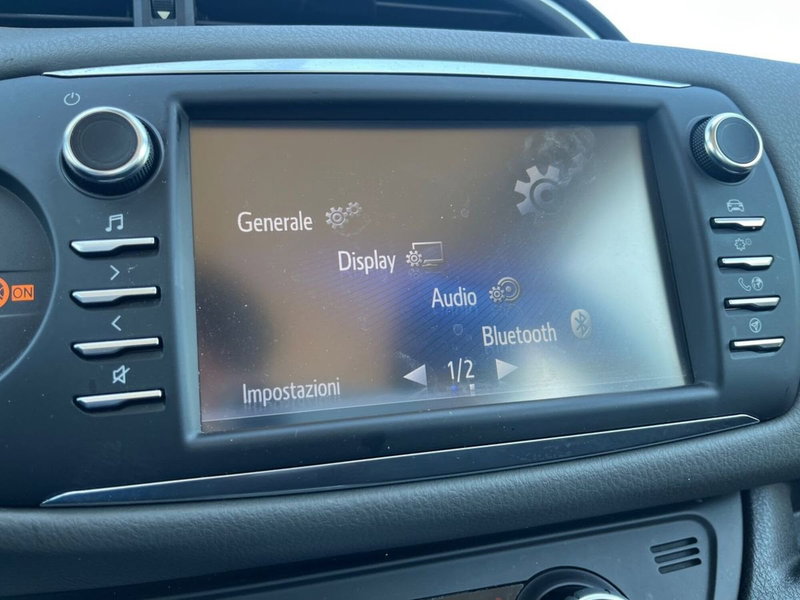 Generale
Display
Audio
Bluetooth
Impostazioni
1/2
ON